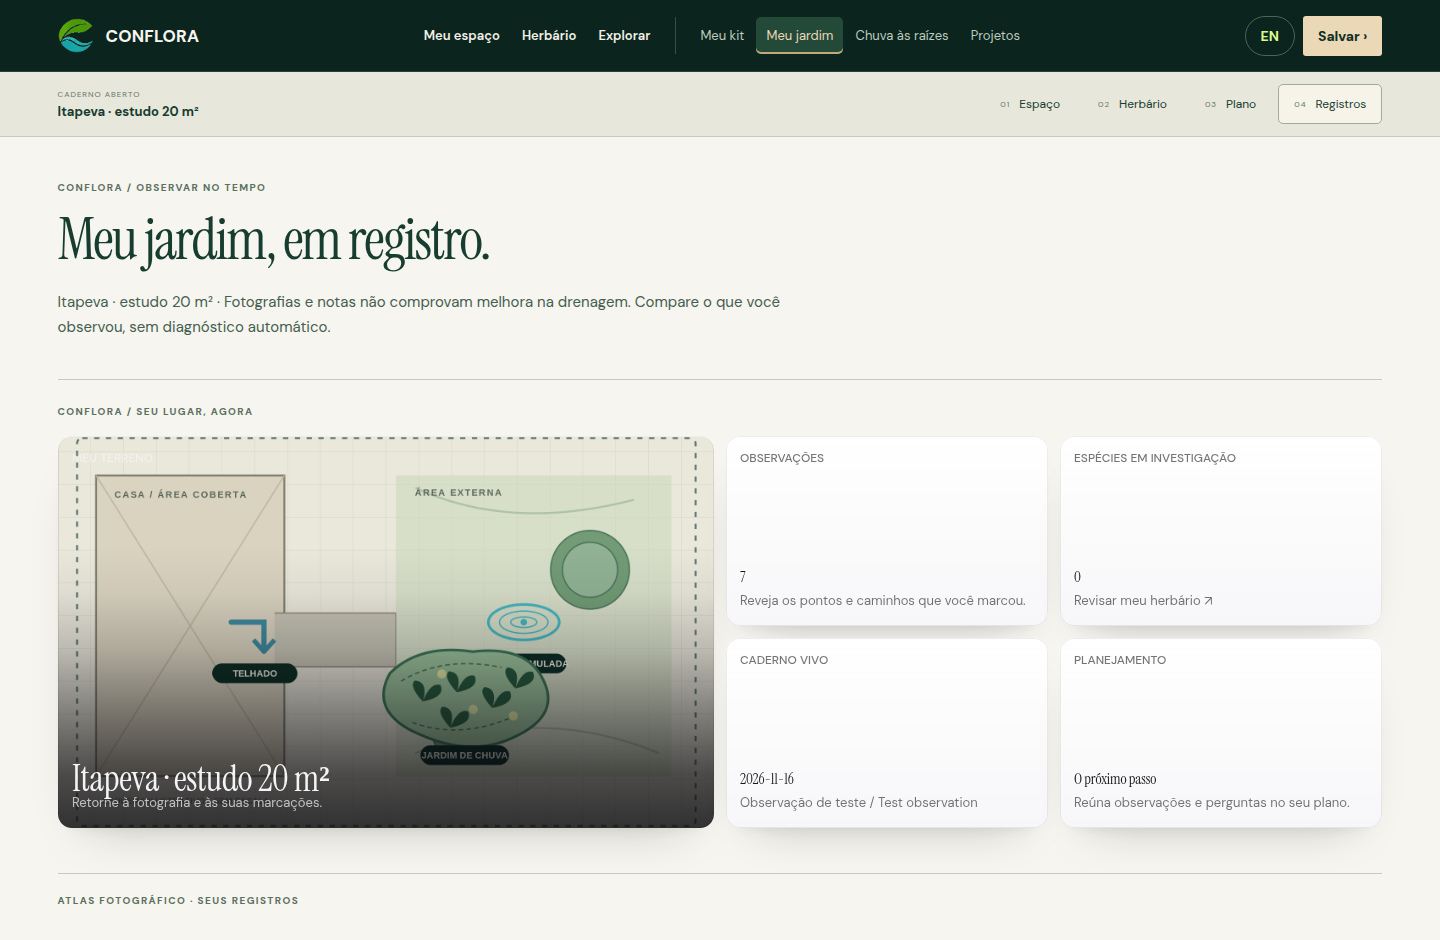 CONFLORA
Meu espaço
Herbário
Explorar
Meu kit
Meu jardim
Chuva às raízes
Projetos
EN
Salvar ›
CADERNO ABERTO
Itapeva · estudo 20 m²
01 Espaço
02 Herbário
03 Plano
04 Registros
CONFLORA / OBSERVAR NO TEMPO
Meu jardim, em registro.
Itapeva · estudo 20 m² · Fotografias e notas não comprovam melhora na drenagem. Compare o que você
observou, sem diagnóstico automático.
CONFLORA / SEU LUGAR, AGORA
MEU TERRENO
CASA / ÁREA COBERTA
ÁREA EXTERNA
TELHADO
JARDIM DE CHUVA
Itapeva · estudo 20 m²
Retorne à fotografia e às suas marcações.
OBSERVAÇÕES
7
Reveja os pontos e caminhos que você marcou.
ESPÉCIES EM INVESTIGAÇÃO
0
Revisar meu herbário ↗
CADERNO VIVO
2026-11-16
Observação de teste / Test observation
PLANEJAMENTO
O próximo passo
Reúna observações e perguntas no seu plano.
ATLAS FOTOGRÁFICO · SEUS REGISTROS